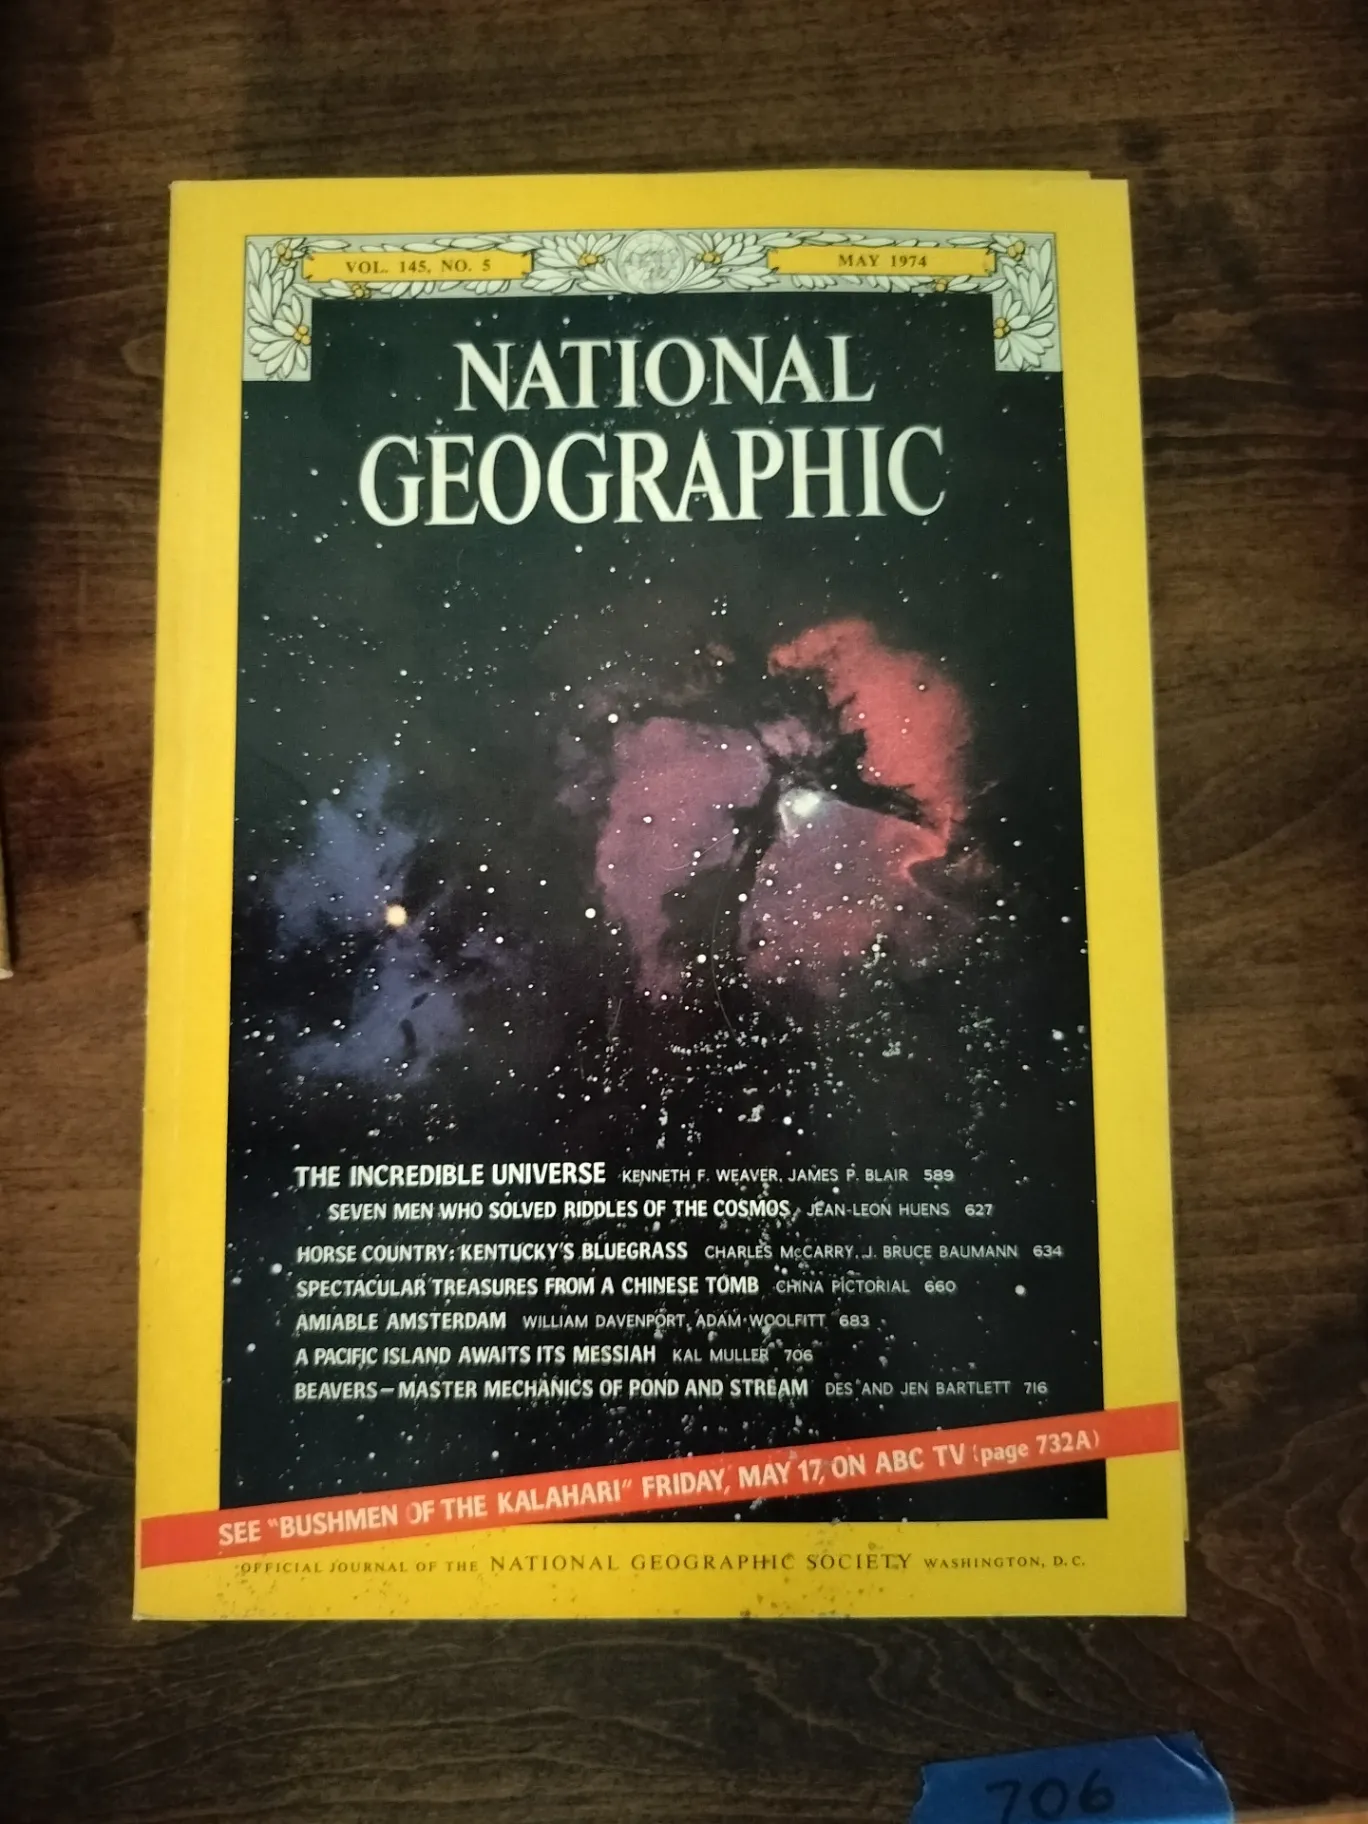 VOL. 145, NO. 5
MAY 1974
NATIONAL
GEOGRAPHIC
THE INCREDIBLE UNIVERSE KENNETH F. WEAVER, JAMES P. BLAIR 589
SEVEN MEN WHO SOLVED RIDDLES OF THE COSMOS, JEAN-LEON HUENS 627
HORSE COUNTRY: KENTUCKY'S BLUEGRASS CHARLES McCARRY, J. BRUCE BAUMANN 634
SPECTACULAR TREASURES FROM A CHINESE TOMB CHINA PICTORIAL 660
AMIABLE AMSTERDAM WILLIAM DAVENPORT, ADAM WOOLFITT 683
A PACIFIC ISLAND AWAITS ITS MESSIAH KAL MULLER 706
BEAVERS—MASTER MECHANICS OF POND AND STREAM DES AND JEN BARTLETT 716
SEE "BUSHMEN OF THE KALAHARI" FRIDAY, MAY 17, ON ABC TV (page 732A)
OFFICIAL JOURNAL OF THE NATIONAL GEOGRAPHIC SOCIETY WASHINGTON, D.C.
706